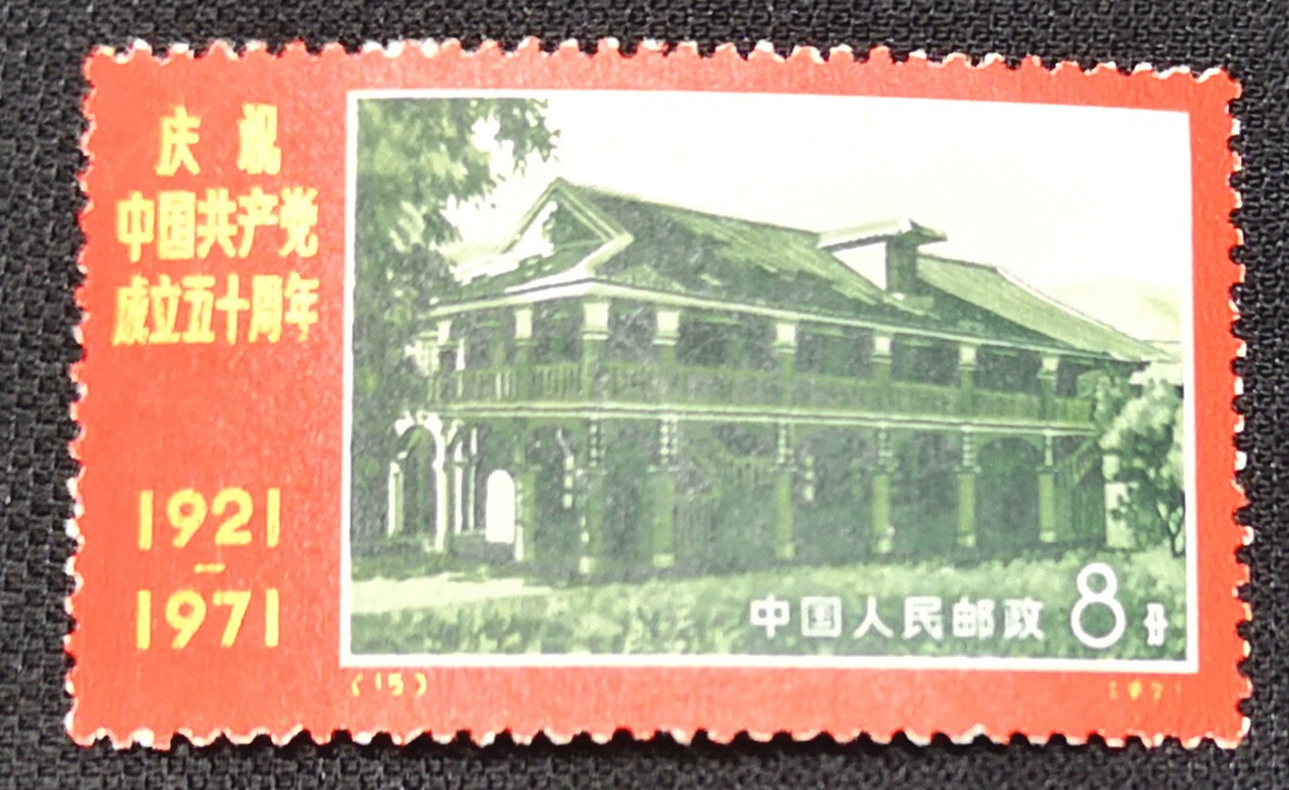 庆祝
中国共产党
成立五十周年
1921
–
1971
中国人民邮政 8分
(15)
1971